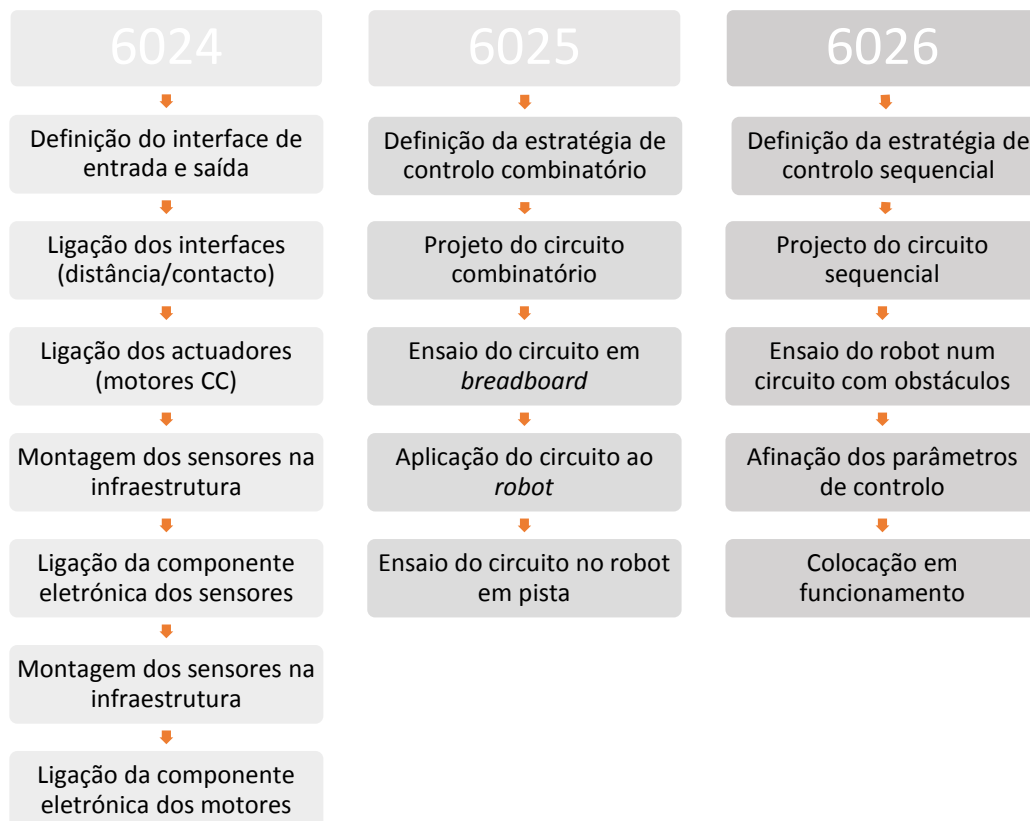 6024
Definição do interface de
entrada e saída
Ligação dos interfaces
(distância/contacto)
Ligação dos actuadores
(motores CC)
Montagem dos sensores na
infraestrutura
Ligação da componente
eletrónica dos sensores
Montagem dos sensores na
infraestrutura
Ligação da componente
eletrónica dos motores
6025
Definição da estratégia de
controlo combinatório
Projeto do circuito
combinatório
Ensaio do circuito em
breadboard
Aplicação do circuito ao
robot
Ensaio do circuito no robot
em pista
6026
Definição da estratégia de
controlo sequencial
Projecto do circuito
sequencial
Ensaio do robot num
circuito com obstáculos
Afinação dos parâmetros
de controlo
Colocação em
funcionamento